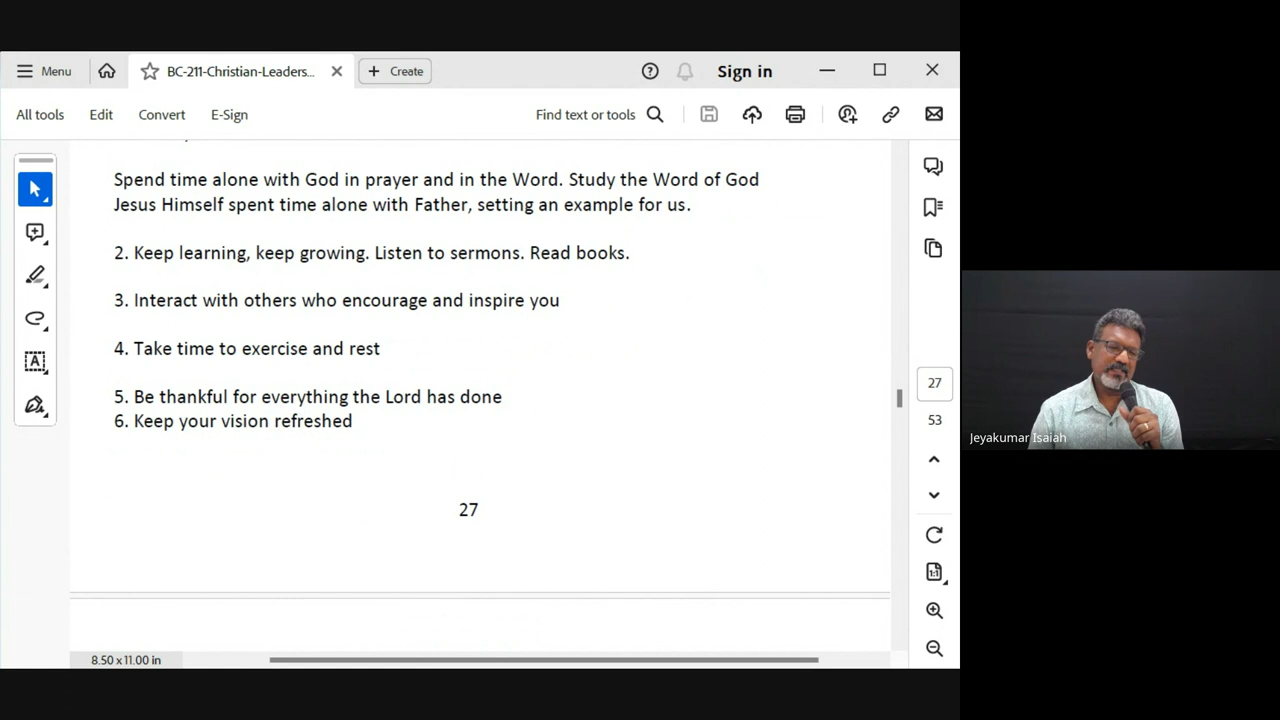 Menu
BC-211-Christian-Leaders...
Create
Sign in
All tools
Edit
Convert
E-Sign
Find text or tools
Spend time alone with God in prayer and in the Word. Study the Word of God
Jesus Himself spent time alone with Father, setting an example for us.
2. Keep learning, keep growing. Listen to sermons. Read books.
3. Interact with others who encourage and inspire you
4. Take time to exercise and rest
5. Be thankful for everything the Lord has done
6. Keep your vision refreshed
27
27
53
8.50 x 11.00 in
Jeyakumar Isaiah